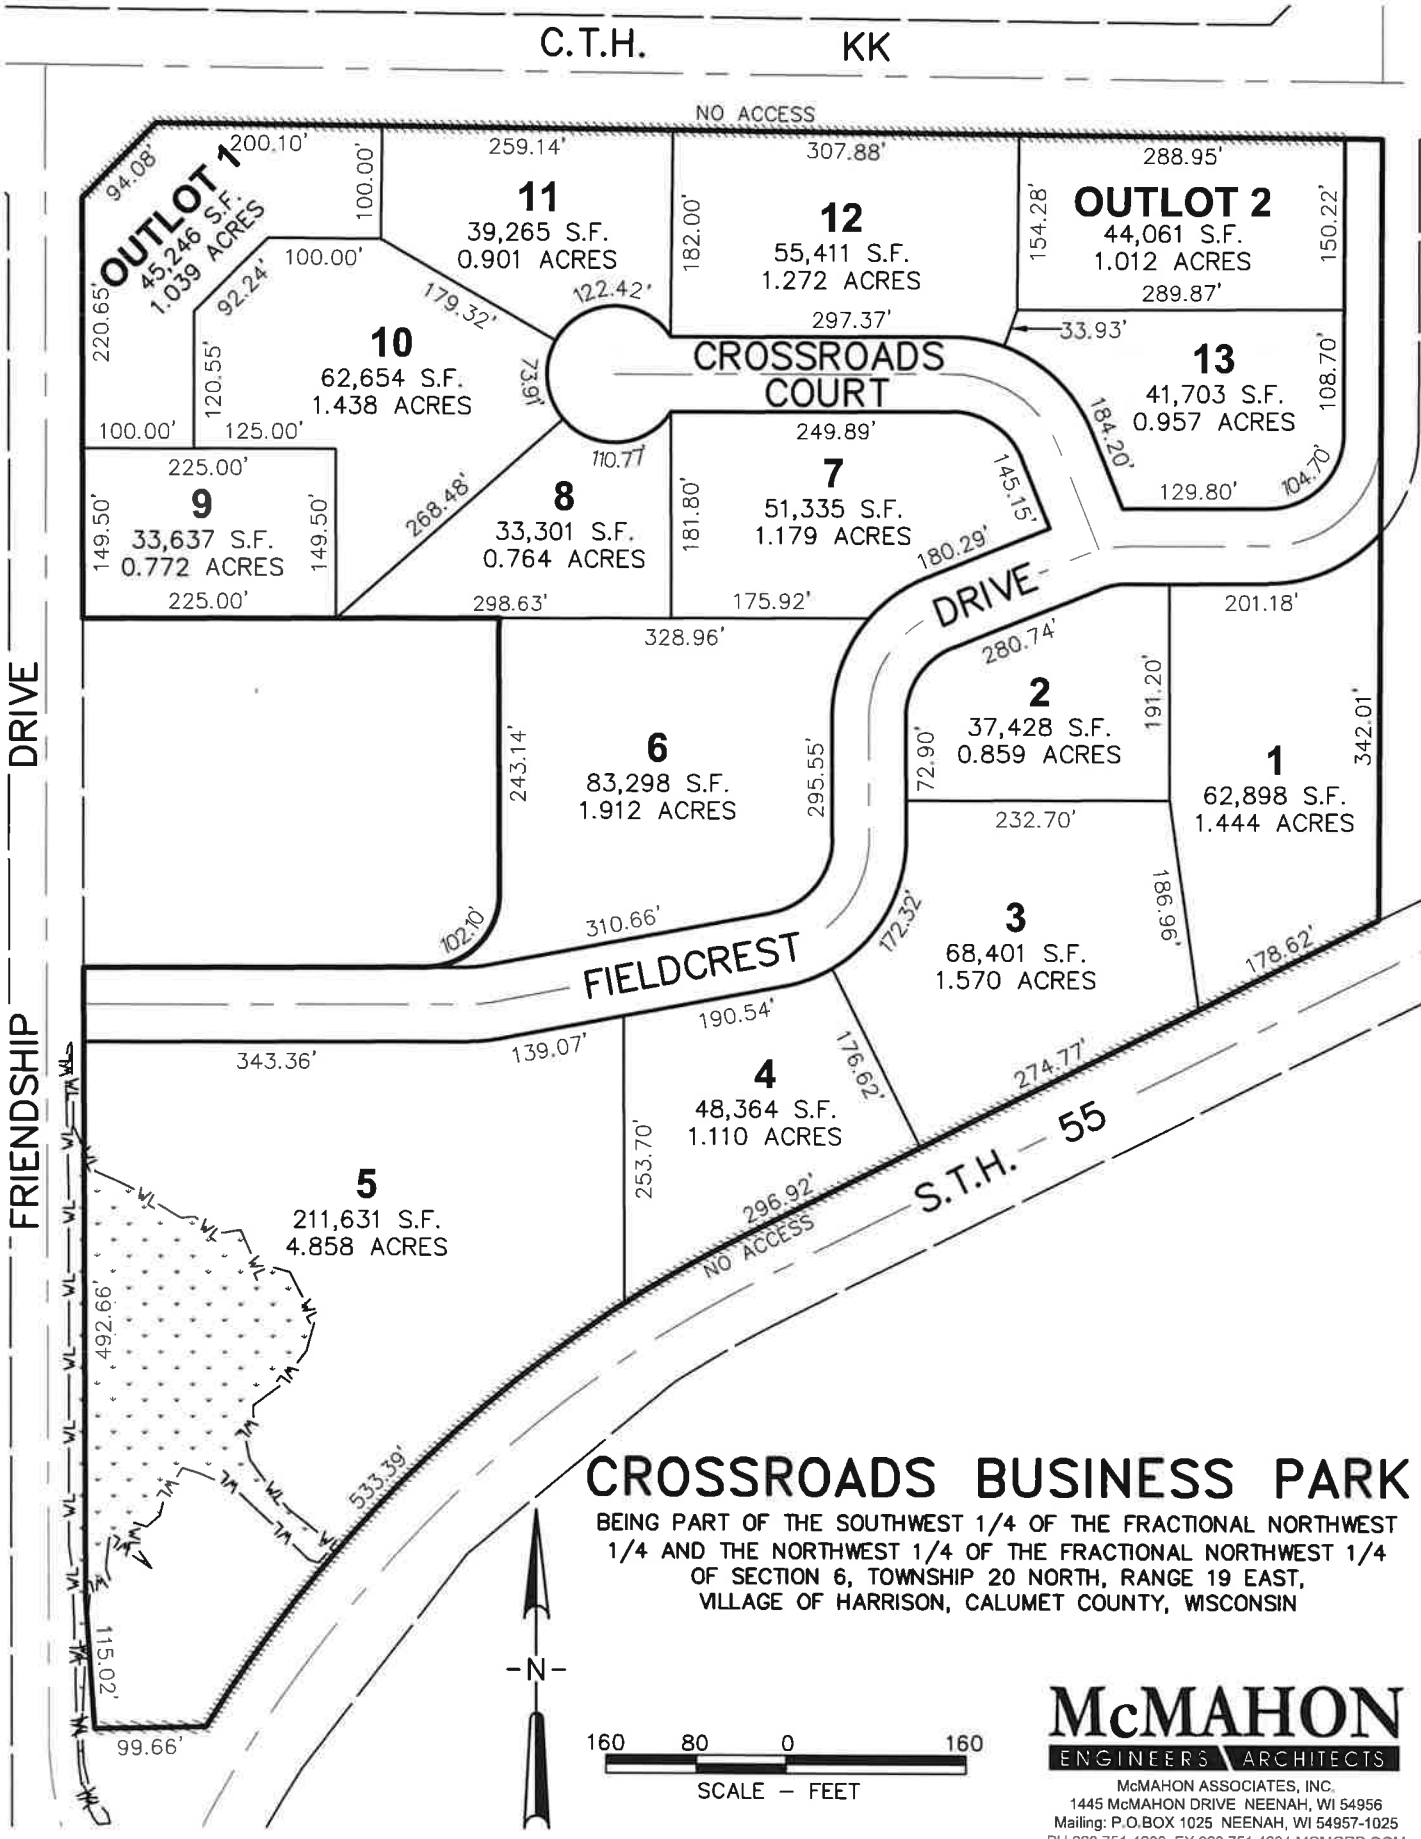 C.T.H. KK
NO ACCESS
94.08'
200.10'
100.00'
259.14'
182.00'
307.88'
154.28'
288.95'
150.22'
OUTLOT 1
45,246 S.F.
1.039 ACRES
11
39,265 S.F.
0.901 ACRES
12
55,411 S.F.
1.272 ACRES
OUTLOT 2
44,061 S.F.
1.012 ACRES
289.87'
220.65'
92.24'
100.00'
179.32'
122.42'
297.37'
33.93'
120.55'
10
62,654 S.F.
1.438 ACRES
73.91'
CROSSROADS
COURT
13
41,703 S.F.
0.957 ACRES
108.70'
184.20'
129.80'
104.70'
100.00'
125.00'
225.00'
149.50'
9
33,637 S.F.
0.772 ACRES
149.50'
225.00'
268.48'
110.77'
8
33,301 S.F.
0.764 ACRES
298.63'
181.80'
249.89'
7
51,335 S.F.
1.179 ACRES
145.15'
175.92'
180.29'
DRIVE
280.74'
201.18'
328.96'
243.14'
6
83,298 S.F.
1.912 ACRES
295.55'
72.90'
2
37,428 S.F.
0.859 ACRES
191.20'
232.70'
1
62,898 S.F.
1.444 ACRES
342.01'
FRIENDSHIP DRIVE
102.10'
310.66'
FIELDCREST
172.32'
3
68,401 S.F.
1.570 ACRES
186.96'
178.62'
343.36'
139.07'
190.54'
176.62'
274.77'
4
48,364 S.F.
1.110 ACRES
253.70'
296.92'
NO ACCESS
S.T.H. 55
5
211,631 S.F.
4.858 ACRES
492.66'
533.39'
115.02'
99.66'
CROSSROADS BUSINESS PARK
BEING PART OF THE SOUTHWEST 1/4 OF THE FRACTIONAL NORTHWEST
1/4 AND THE NORTHWEST 1/4 OF THE FRACTIONAL NORTHWEST 1/4
OF SECTION 6, TOWNSHIP 20 NORTH, RANGE 19 EAST,
VILLAGE OF HARRISON, CALUMET COUNTY, WISCONSIN
-N-
160 80 0 160
SCALE - FEET
McMAHON
ENGINEERS ARCHITECTS
McMAHON ASSOCIATES, INC.
1445 McMAHON DRIVE NEENAH, WI 54956
Mailing: P.O.BOX 1025 NEENAH, WI 54957-1025